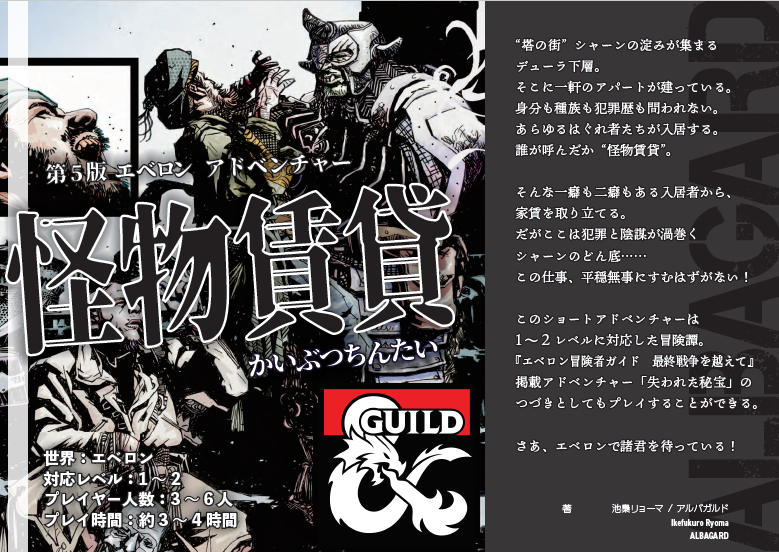 第5版 エベロン アドベンチャー
怪物賃貸
かいぶつちんたい
世界：エベロン
対応レベル：1～2
プレイヤー人数：3～6人
プレイ時間：約3～4時間
GUILD
“塔の街” シャーンの淀みが集まる
デューラ下層。
そこに一軒のアパートが建っている。
身分も種族も犯罪歴も問われない。
あらゆるはぐれ者たちが入居する。
誰が呼んだか “怪物賃貸”。
そんな一癖も二癖もある入居者から、
家賃を取り立てる。
だがここは犯罪と陰謀が渦巻く
シャーンのどん底……
この仕事、平穏無事にすむはずがない！
このショートアドベンチャーは
1～2レベルに対応した冒険譚。
『エベロン冒険者ガイド　最終戦争を越えて』
掲載アドベンチャー「失われた秘宝」の
つづきとしてもプレイすることができる。
さあ、エベロンで諸君を待っている！
著　池梟リョーマ / アルバガルド
Ikefukuro Ryoma
ALBAGARD
ALBAGARD